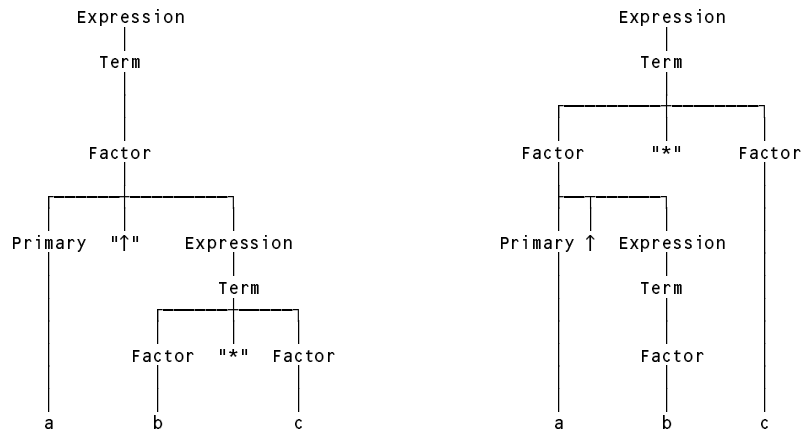 Expression Expression
Term Term
Factor Factor "*" Factor
Primary "↑" Expression Primary ↑ Expression
Term Term
Factor "*" Factor Factor
a b c a b c